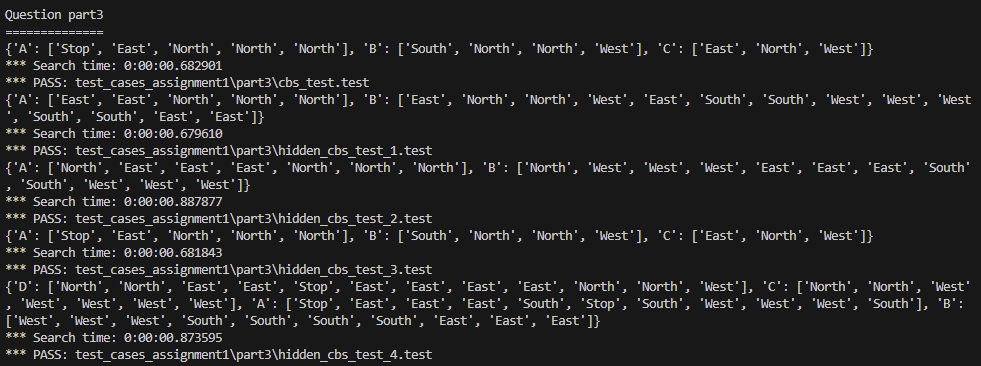 Question part3
==============
{'A': ['Stop', 'East', 'North', 'North', 'North'], 'B': ['South', 'North', 'North', 'West'], 'C': ['East', 'North', 'West']}
*** Search time: 0:00:00.682901
*** PASS: test_cases_assignment1\part3\cbs_test.test
{'A': ['East', 'East', 'North', 'North', 'North', 'North'], 'B': ['East', 'North', 'North', 'West', 'East', 'South', 'South', 'West', 'West', 'West
', 'South', 'South', 'East', 'East']}
*** Search time: 0:00:00.679610
*** PASS: test_cases_assignment1\part3\hidden_cbs_test_1.test
{'A': ['North', 'East', 'East', 'East', 'North', 'North', 'North'], 'B': ['North', 'West', 'West', 'West', 'East', 'East', 'East', 'South'
, 'South', 'West', 'West', 'West']}
*** Search time: 0:00:00.887877
*** PASS: test_cases_assignment1\part3\hidden_cbs_test_2.test
{'A': ['Stop', 'East', 'North', 'North', 'North'], 'B': ['South', 'North', 'North', 'West'], 'C': ['East', 'North', 'West']}
*** Search time: 0:00:00.681843
*** PASS: test_cases_assignment1\part3\hidden_cbs_test_3.test
{'D': ['North', 'North', 'East', 'East', 'Stop', 'East', 'East', 'East', 'East', 'North', 'North', 'West'], 'C': ['North', 'North', 'West'
, 'West', 'West', 'West', 'West'], 'A': ['Stop', 'East', 'East', 'East', 'South', 'Stop', 'South', 'West', 'West', 'West', 'South'], 'B':
['West', 'West', 'West', 'South', 'South', 'South', 'South', 'East', 'East', 'East']}
*** Search time: 0:00:00.873595
*** PASS: test_cases_assignment1\part3\hidden_cbs_test_4.test